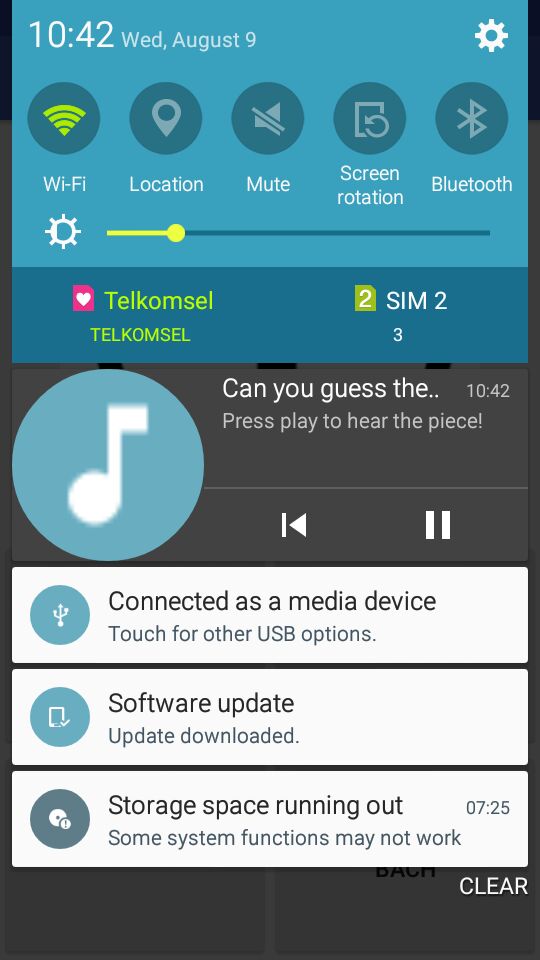 10:42 Wed, August 9
Wi-Fi
Location
Mute
Screen
rotation
Bluetooth
Telkomsel
TELKOMSEL
2 SIM 2
3
Can you guess the.. 10:42
Press play to hear the piece!
Connected as a media device
Touch for other USB options.
Software update
Update downloaded.
Storage space running out 07:25
Some system functions may not work
BACH
CLEAR